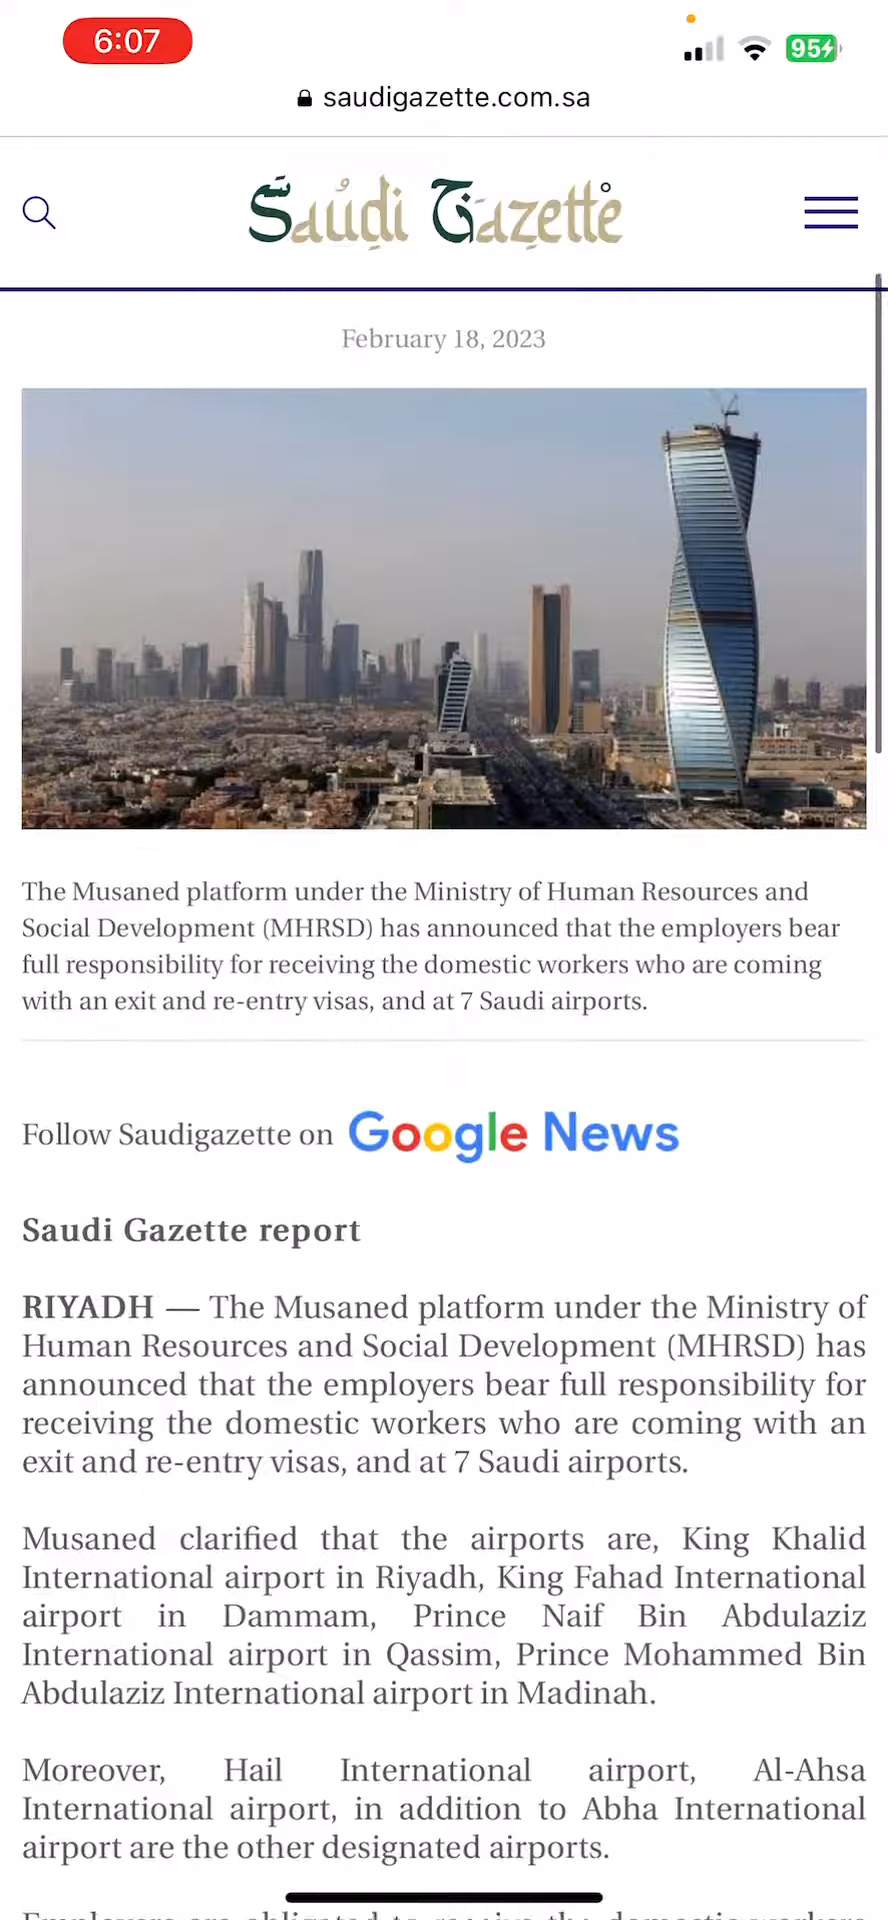 6:07
95
saudigazette.com.sa
Saudi Gazette
February 18, 2023
The Musaned platform under the Ministry of Human Resources and
Social Development (MHRSD) has announced that the employers bear
full responsibility for receiving the domestic workers who are coming
with an exit and re-entry visas, and at 7 Saudi airports.
Follow Saudigazette on Google News
Saudi Gazette report
RIYADH — The Musaned platform under the Ministry of
Human Resources and Social Development (MHRSD) has
announced that the employers bear full responsibility for
receiving the domestic workers who are coming with an
exit and re-entry visas, and at 7 Saudi airports.
Musaned clarified that the airports are, King Khalid
International airport in Riyadh, King Fahad International
airport in Dammam, Prince Naif Bin Abdulaziz
International airport in Qassim, Prince Mohammed Bin
Abdulaziz International airport in Madinah.
Moreover, Hail International airport, Al-Ahsa
International airport, in addition to Abha International
airport are the other designated airports.